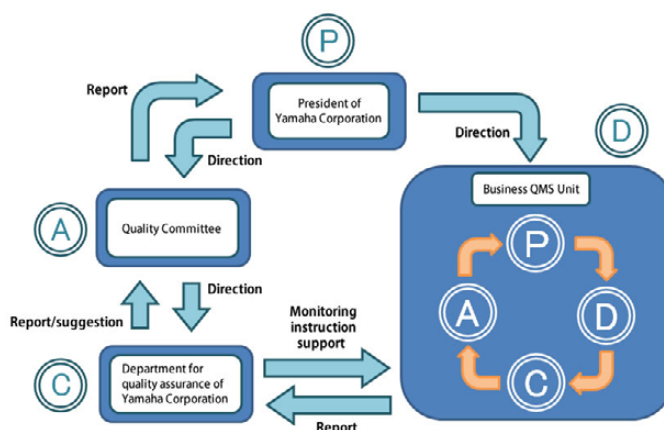 P
Report
President of
Yamaha Corporation
Direction
Direction
D
Business QMS Unit
A
Quality Committee
P
A
D
C
Direction
Report/suggestion
Monitoring
instruction
support
C
Department for
quality assurance of
Yamaha Corporation
Report